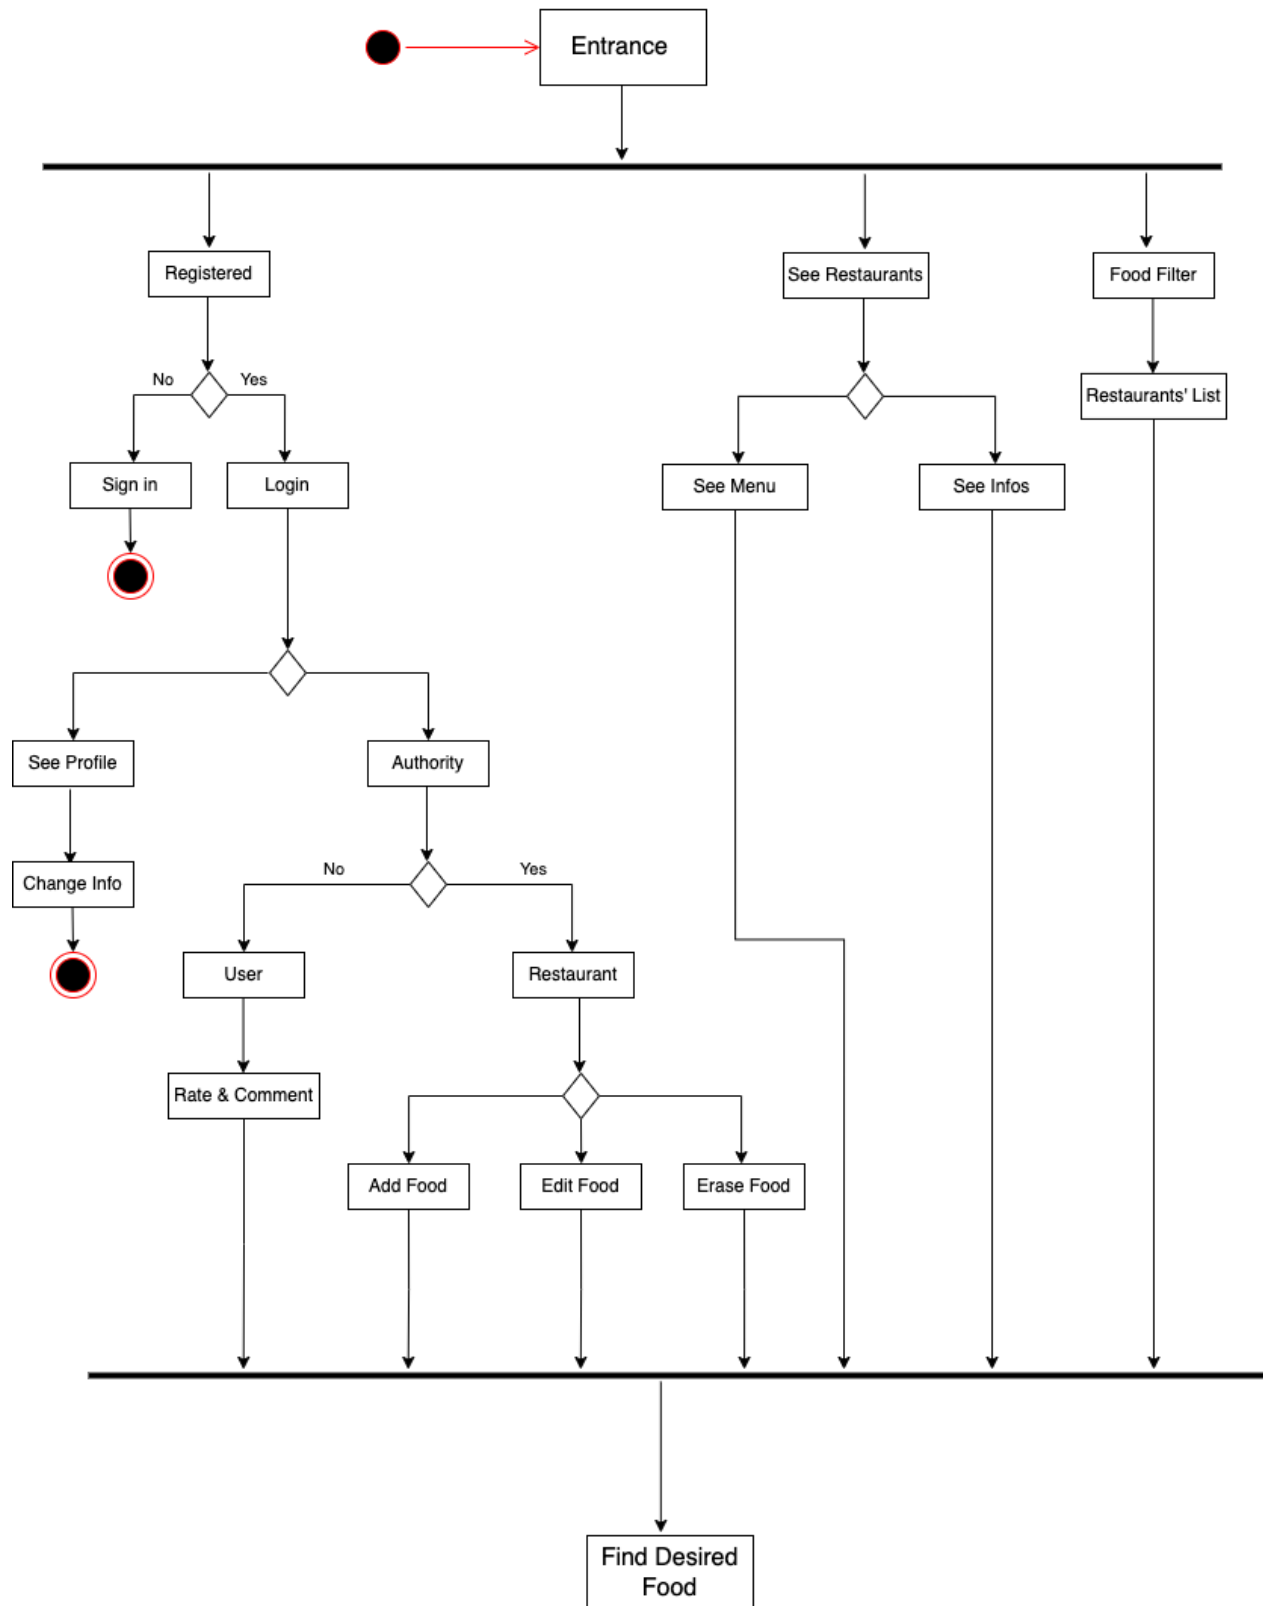 Entrance
Registered
See Restaurants
Food Filter
No
Yes
Restaurants' List
Sign in
Login
See Menu
See Infos
See Profile
Authority
No
Yes
Change Info
User
Restaurant
Rate & Comment
Add Food
Edit Food
Erase Food
Find Desired
Food